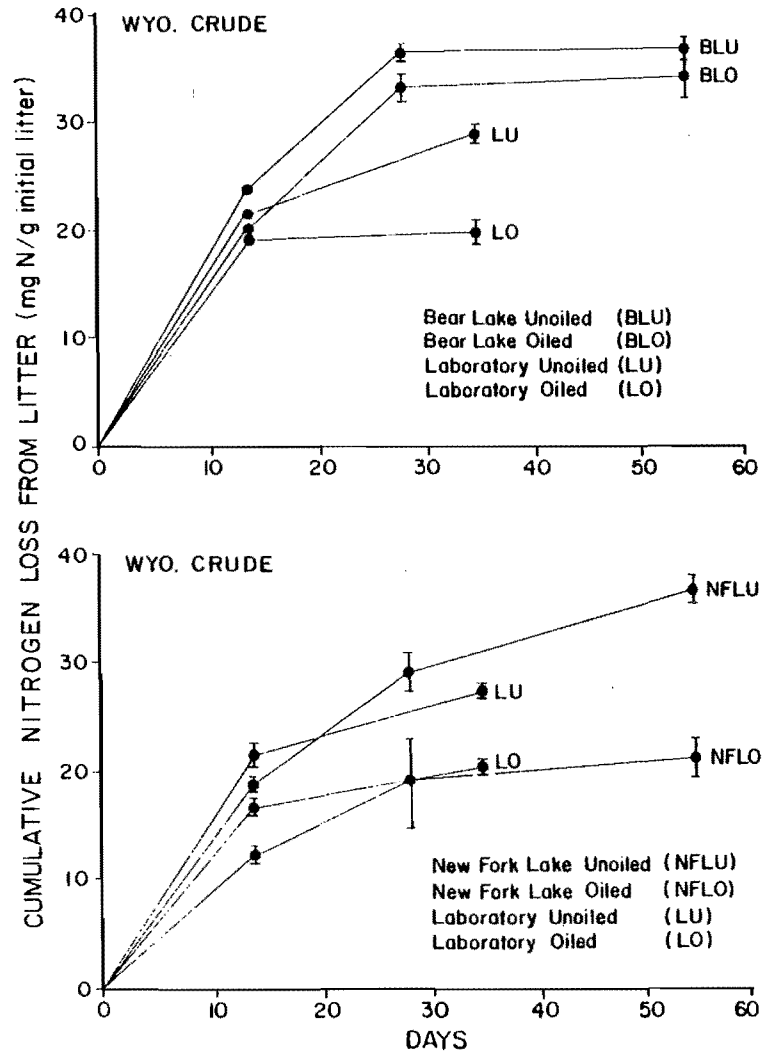 CUMULATIVE NITROGEN LOSS FROM LITTER (mg N/g initial litter)
WYO. CRUDE
40
30
20
10
0
BLU
BLO
LU
LO
Bear Lake Unoiled (BLU)
Bear Lake Oiled (BLO)
Laboratory Unoiled (LU)
Laboratory Oiled (LO)
0 10 20 30 40 50 60
WYO. CRUDE
40
30
20
10
0
NFLU
LU
LO
NFLO
New Fork Lake Unoiled (NFLU)
New Fork Lake Oiled (NFLO)
Laboratory Unoiled (LU)
Laboratory Oiled (LO)
0 10 20 30 40 50 60
DAYS